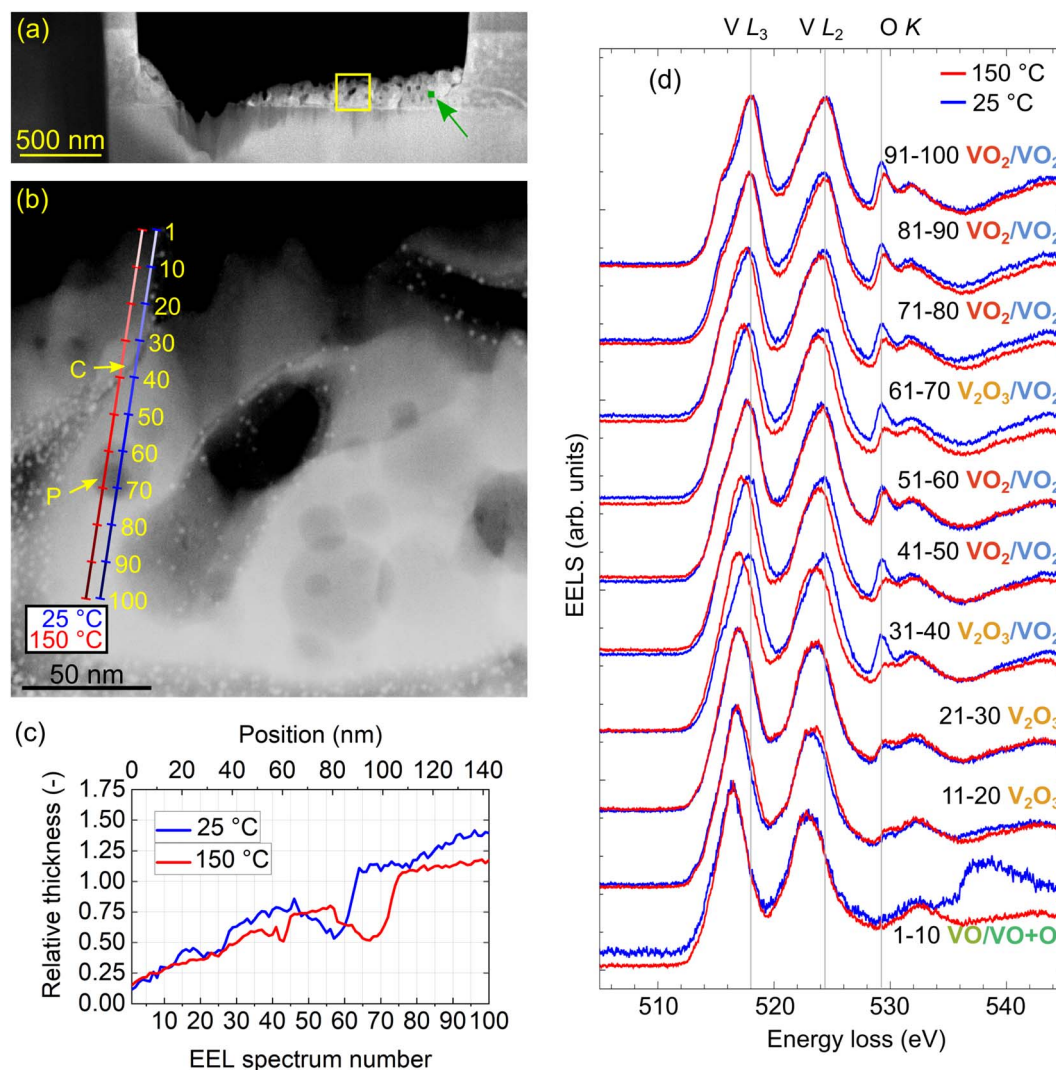 (a)
500 nm
(b)
1
10
20
30
C
40
50
60
P
70
80
90
100
25 °C
150 °C
50 nm
(c)
Position (nm)
0 20 40 60 80 100 120 140
Relative thickness (-)
1.75
1.50
1.25
1.00
0.75
0.50
0.25
0.00
25 °C
150 °C
0 10 20 30 40 50 60 70 80 90 100
EEL spectrum number
V L₃ V L₂ O K
(d)
150 °C
25 °C
91-100 VO₂/VO₂
81-90 VO₂/VO₂
71-80 VO₂/VO₂
61-70 V₂O₃/VO₂
51-60 VO₂/VO₂
41-50 VO₂/VO₂
31-40 V₂O₃/VO₂
21-30 V₂O₃
11-20 V₂O₃
1-10 VO/VO+O
EELS (arb. units)
510 520 530 540
Energy loss (eV)